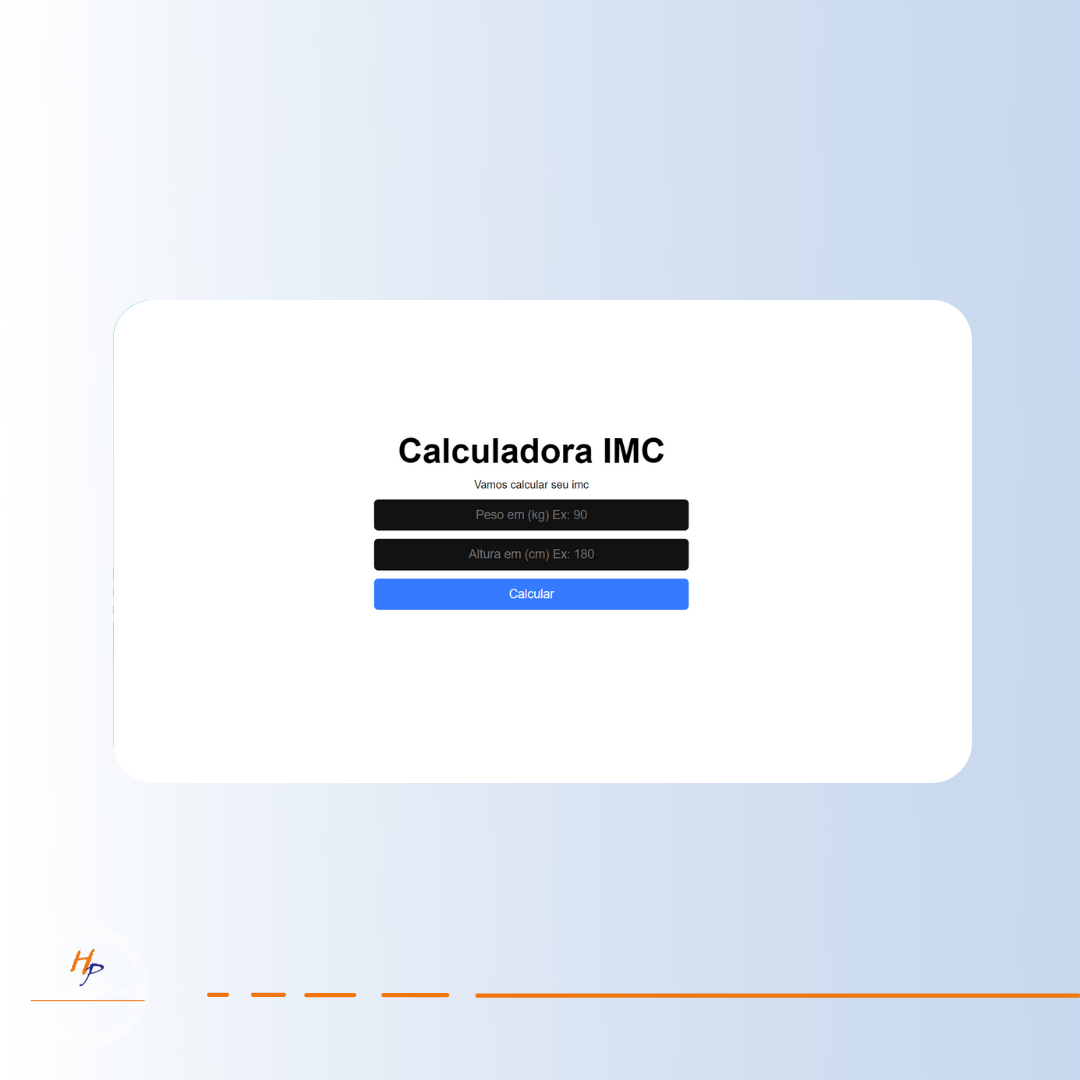 Calculadora IMC
Vamos calcular seu imc
Peso em (kg) Ex: 90
Altura em (cm) Ex: 180
Calcular
HP